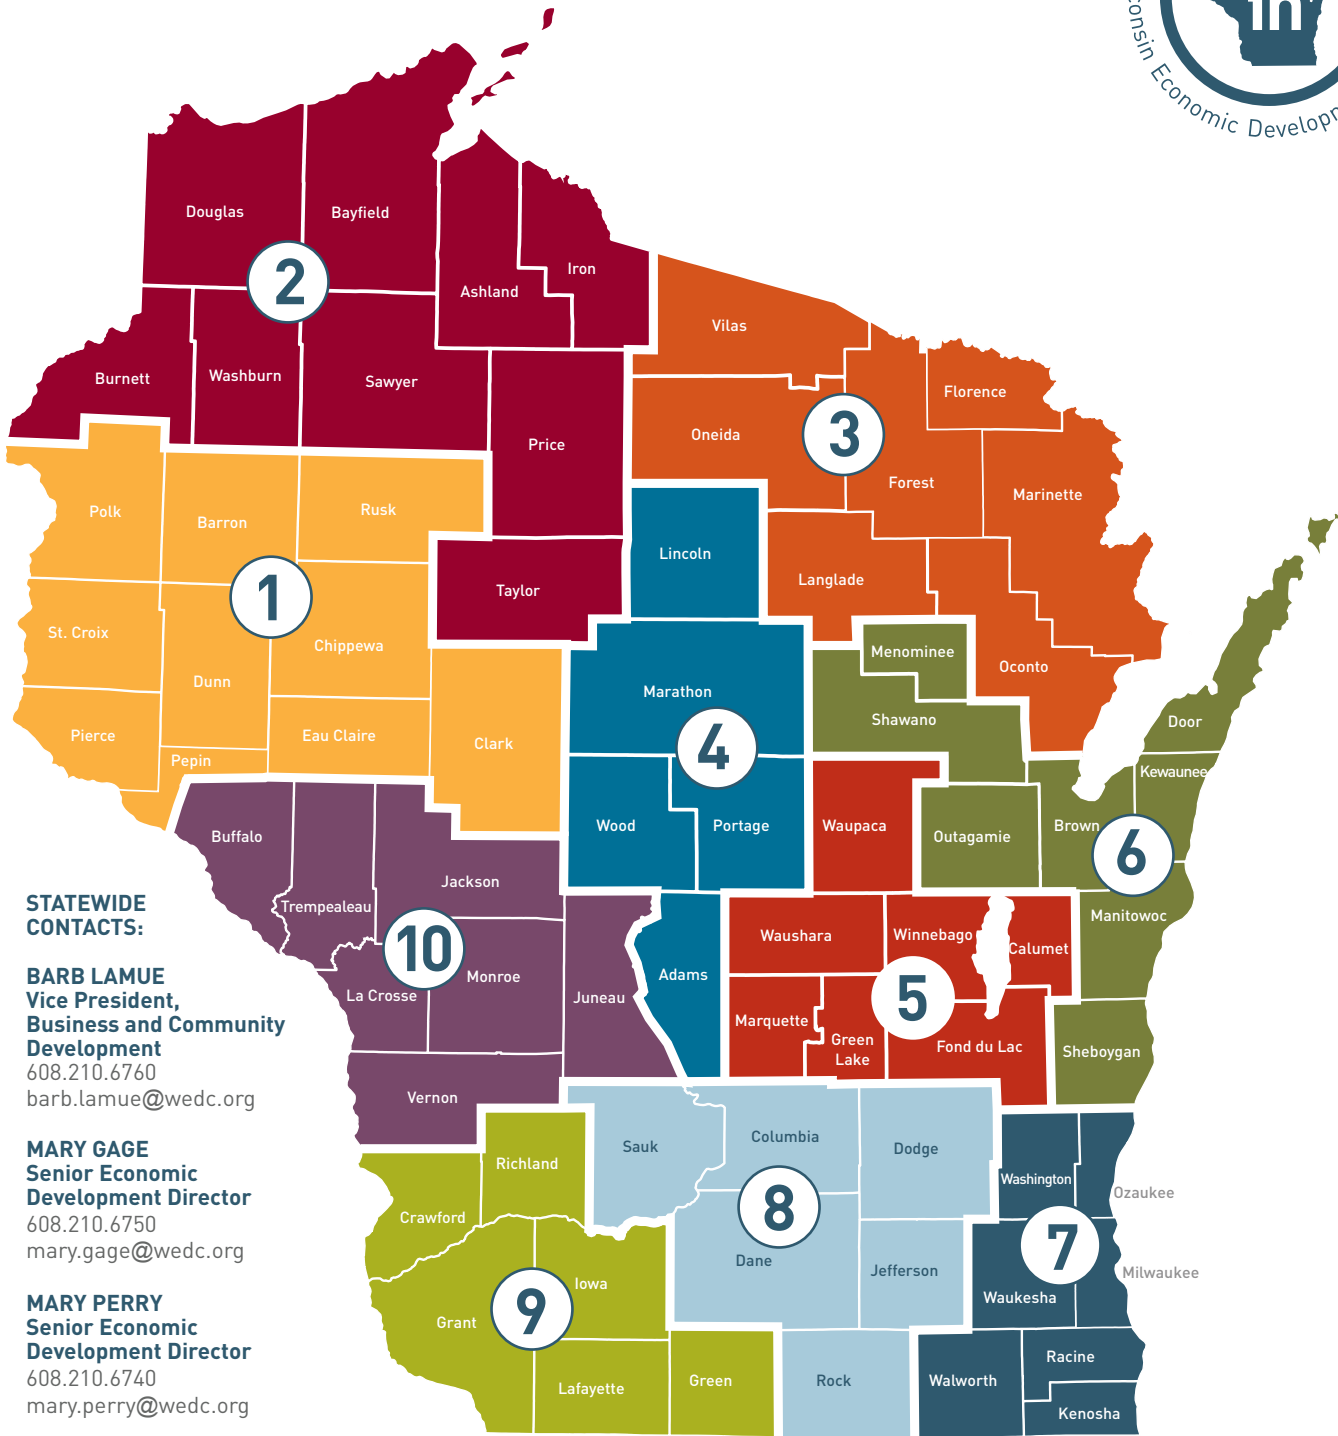 in
consin Economic Developm
Douglas
Bayfield
Ashland
Iron
2
Burnett
Washburn
Sawyer
Price
Taylor
Vilas
Florence
Oneida
3
Forest
Marinette
Langlade
Oconto
Polk
Barron
Rusk
1
St. Croix
Chippewa
Dunn
Pierce
Pepin
Eau Claire
Clark
Lincoln
Marathon
4
Wood
Portage
Adams
Menominee
Shawano
Door
Kewaunee
Outagamie
Brown
6
Manitowoc
Sheboygan
Waupaca
Waushara
Winnebago
Calumet
5
Marquette
Green
Lake
Fond du Lac
Buffalo
Trempealeau
Jackson
10
La Crosse
Monroe
Juneau
Vernon
Richland
Crawford
Iowa
9
Grant
Lafayette
Green
Sauk
Columbia
Dodge
8
Dane
Jefferson
Rock
Washington
Ozaukee
7
Waukesha
Milwaukee
Walworth
Racine
Kenosha
STATEWIDE
CONTACTS:
BARB LAMUE
Vice President,
Business and Community
Development
608.210.6760
barb.lamue@wedc.org
MARY GAGE
Senior Economic
Development Director
608.210.6750
mary.gage@wedc.org
MARY PERRY
Senior Economic
Development Director
608.210.6740
mary.perry@wedc.org